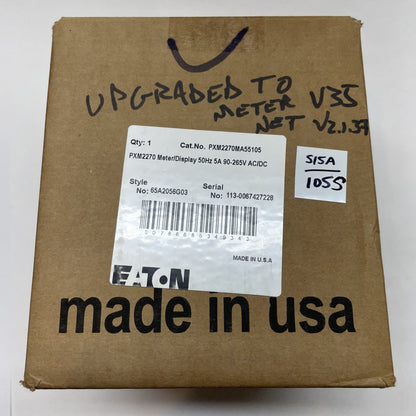 UPGRADED TO
METER V35
NET V2.1.39
Qty: 1 Cat.No. PXM2270MA55105
PXM2270 Meter/Display 50Hz 5A 90-265V AC/DC
Style
No: 65A2056G03
Serial
No: 113-0067427228
MADE IN U.S.A
EATON
S15A
105S
made in usa